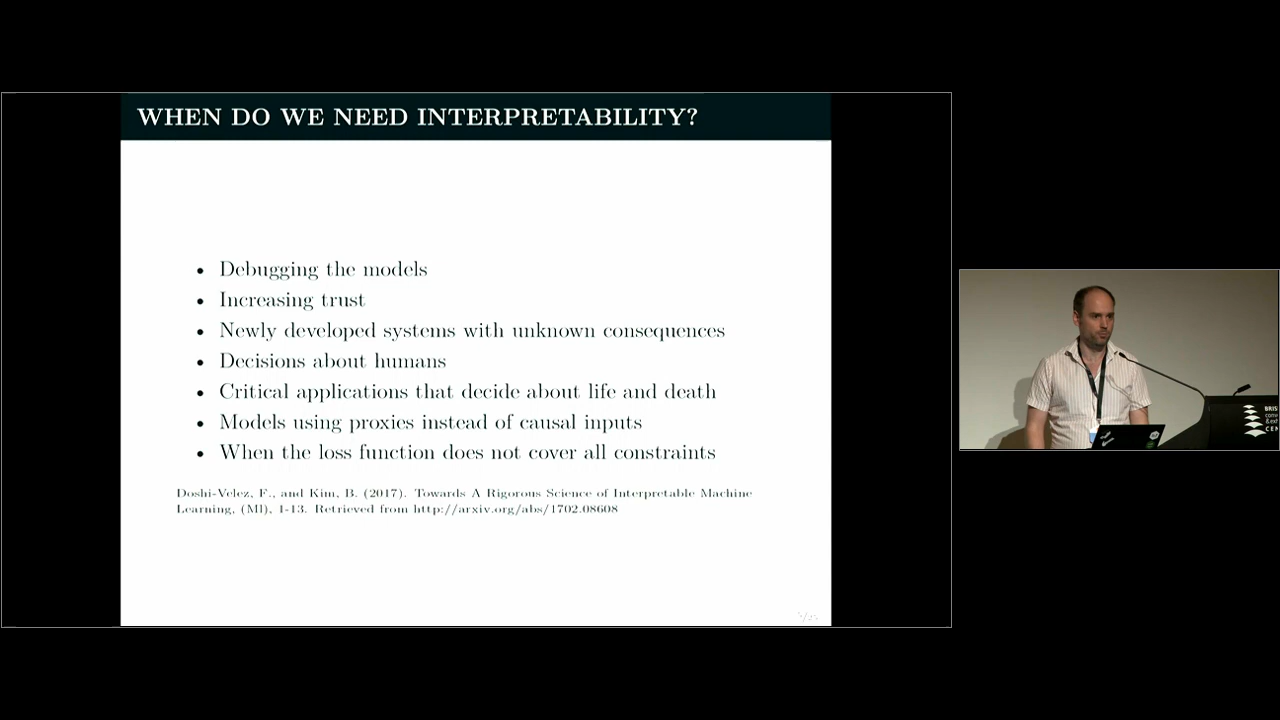 WHEN DO WE NEED INTERPRETABILITY?
• Debugging the models
• Increasing trust
• Newly developed systems with unknown consequences
• Decisions about humans
• Critical applications that decide about life and death
• Models using proxies instead of causal inputs
• When the loss function does not cover all constraints
Doshi-Velez, F., and Kim, B. (2017). Towards A Rigorous Science of Interpretable Machine
Learning, (Ml), 1-13. Retrieved from http://arxiv.org/abs/1702.08608
BRIS
CEN